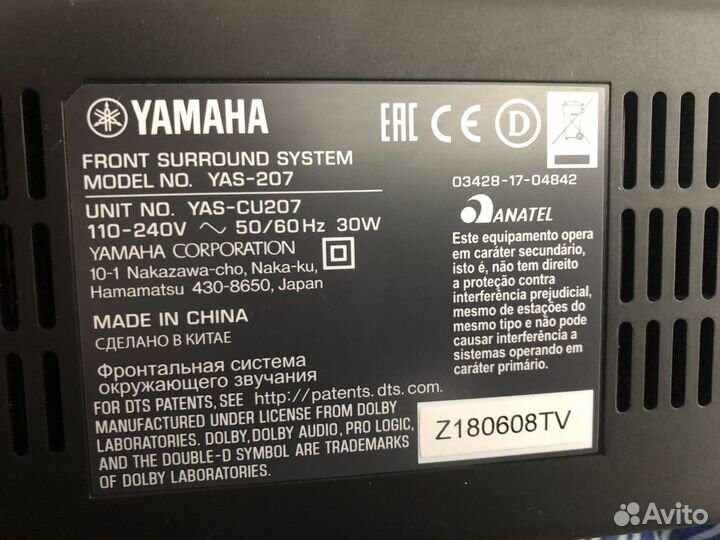 YAMAHA
FRONT SURROUND SYSTEM
MODEL NO. YAS-207
UNIT NO. YAS-CU207
110-240V ～ 50/60Hz 30W
YAMAHA CORPORATION
10-1 Nakazawa-cho, Naka-ku,
Hamamatsu 430-8650, Japan
MADE IN CHINA
СДЕЛАНО В КИТАЕ
Фронтальная система
окружающего звучания
FOR DTS PATENTS, SEE http://patents.dts.com.
MANUFACTURED UNDER LICENSE FROM DOLBY
LABORATORIES. DOLBY, DOLBY AUDIO, PRO LOGIC,
AND THE DOUBLE-D SYMBOL ARE TRADEMARKS
OF DOLBY LABORATORIES.
EAC CE D
03428-17-04842
ANATEL
Este equipamento opera
em caráter secundário,
isto é, não tem direito
a proteção contra
interferência prejudicial,
mesmo de estações do
mesmo tipo e não pode
causar interferência a
sistemas operando em
caráter primário.
Z180608TV
Avito